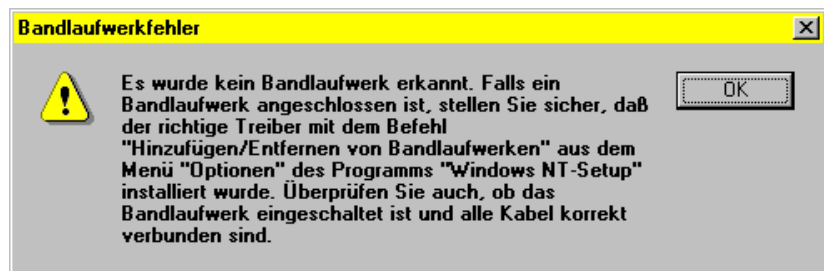 Bandlaufwerkfehler
Es wurde kein Bandlaufwerk erkannt. Falls ein
Bandlaufwerk angeschlossen ist, stellen Sie sicher, daß
der richtige Treiber mit dem Befehl
"Hinzufügen/Entfernen von Bandlaufwerken" aus dem
Menü "Optionen" des Programms "Windows NT-Setup"
installiert wurde. Überprüfen Sie auch, ob das
Bandlaufwerk eingeschaltet ist und alle Kabel korrekt
verbunden sind.
OK